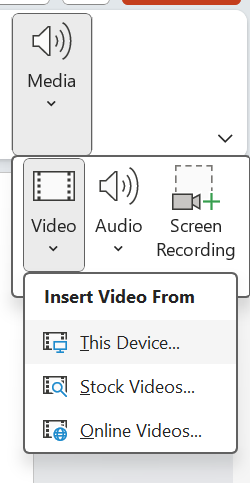 Media
Video
Audio
Screen
Recording
Insert Video From
This Device...
Stock Videos...
Online Videos...